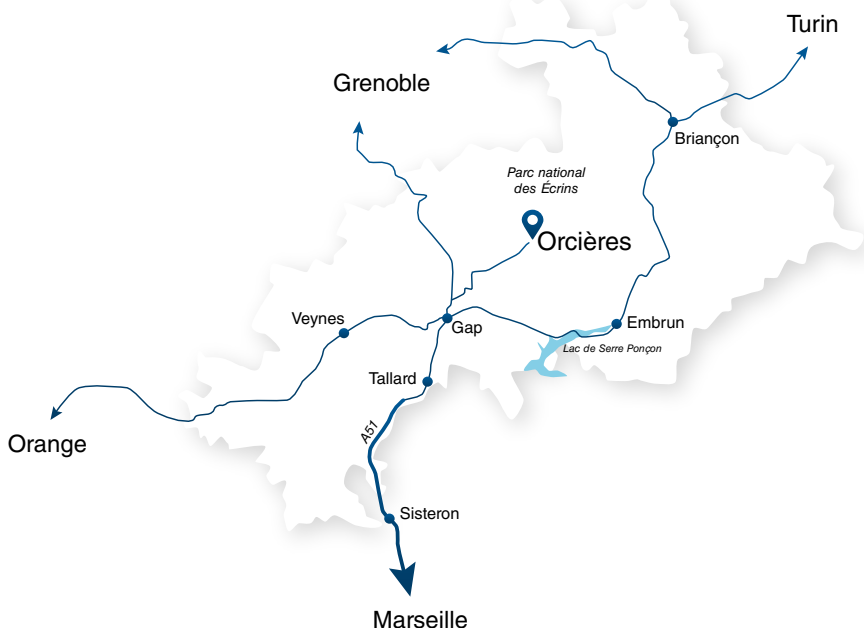 Turin
Grenoble
Briançon
Parc national
des Écrins
Orcières
Veynes
Gap
Embrun
Lac de Serre Ponçon
Tallard
A51
Orange
Sisteron
Marseille